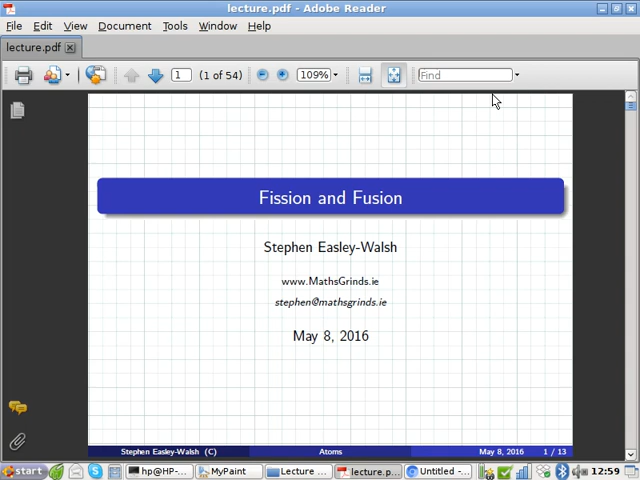 lecture.pdf - Adobe Reader
File Edit View Document Tools Window Help
lecture.pdf
1 (1 of 54) 109% Find
Fission and Fusion
Stephen Easley-Walsh
www.MathsGrinds.ie
stephen@mathsgrinds.ie
May 8, 2016
Stephen Easley-Walsh (C) Atoms May 8, 2016 1 / 13
start hp@HP-... MyPaint Lecture ... lecture.p... Untitled -... 12:59